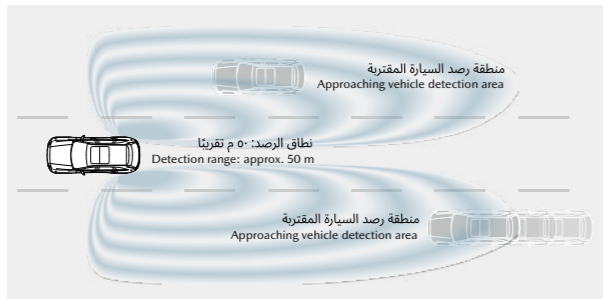 منطقة رصد السيارة المقتربة
Approaching vehicle detection area
نطاق الرصد: ٥٠ م تقريبًا
Detection range: approx. 50 m
منطقة رصد السيارة المقتربة
Approaching vehicle detection area